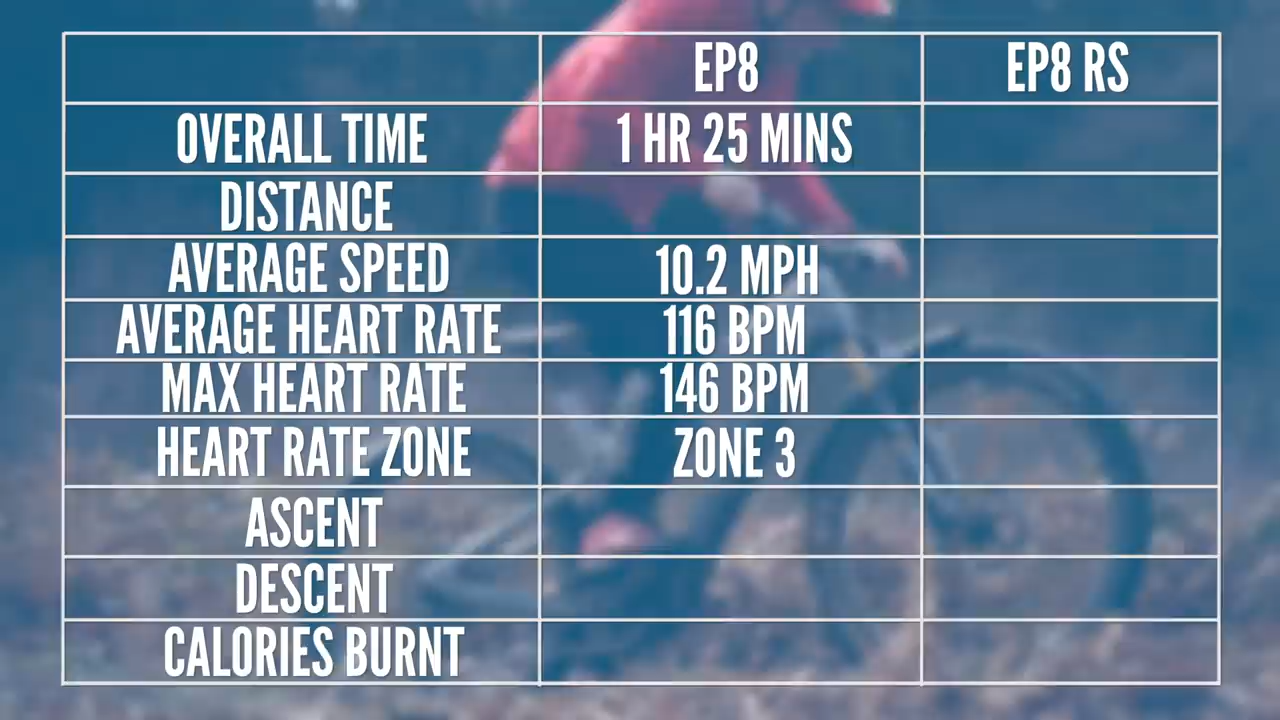 EP8 EP8 RS
OVERALL TIME 1 HR 25 MINS
DISTANCE
AVERAGE SPEED 10.2 MPH
AVERAGE HEART RATE 116 BPM
MAX HEART RATE 146 BPM
HEART RATE ZONE ZONE 3
ASCENT
DESCENT
CALORIES BURNT